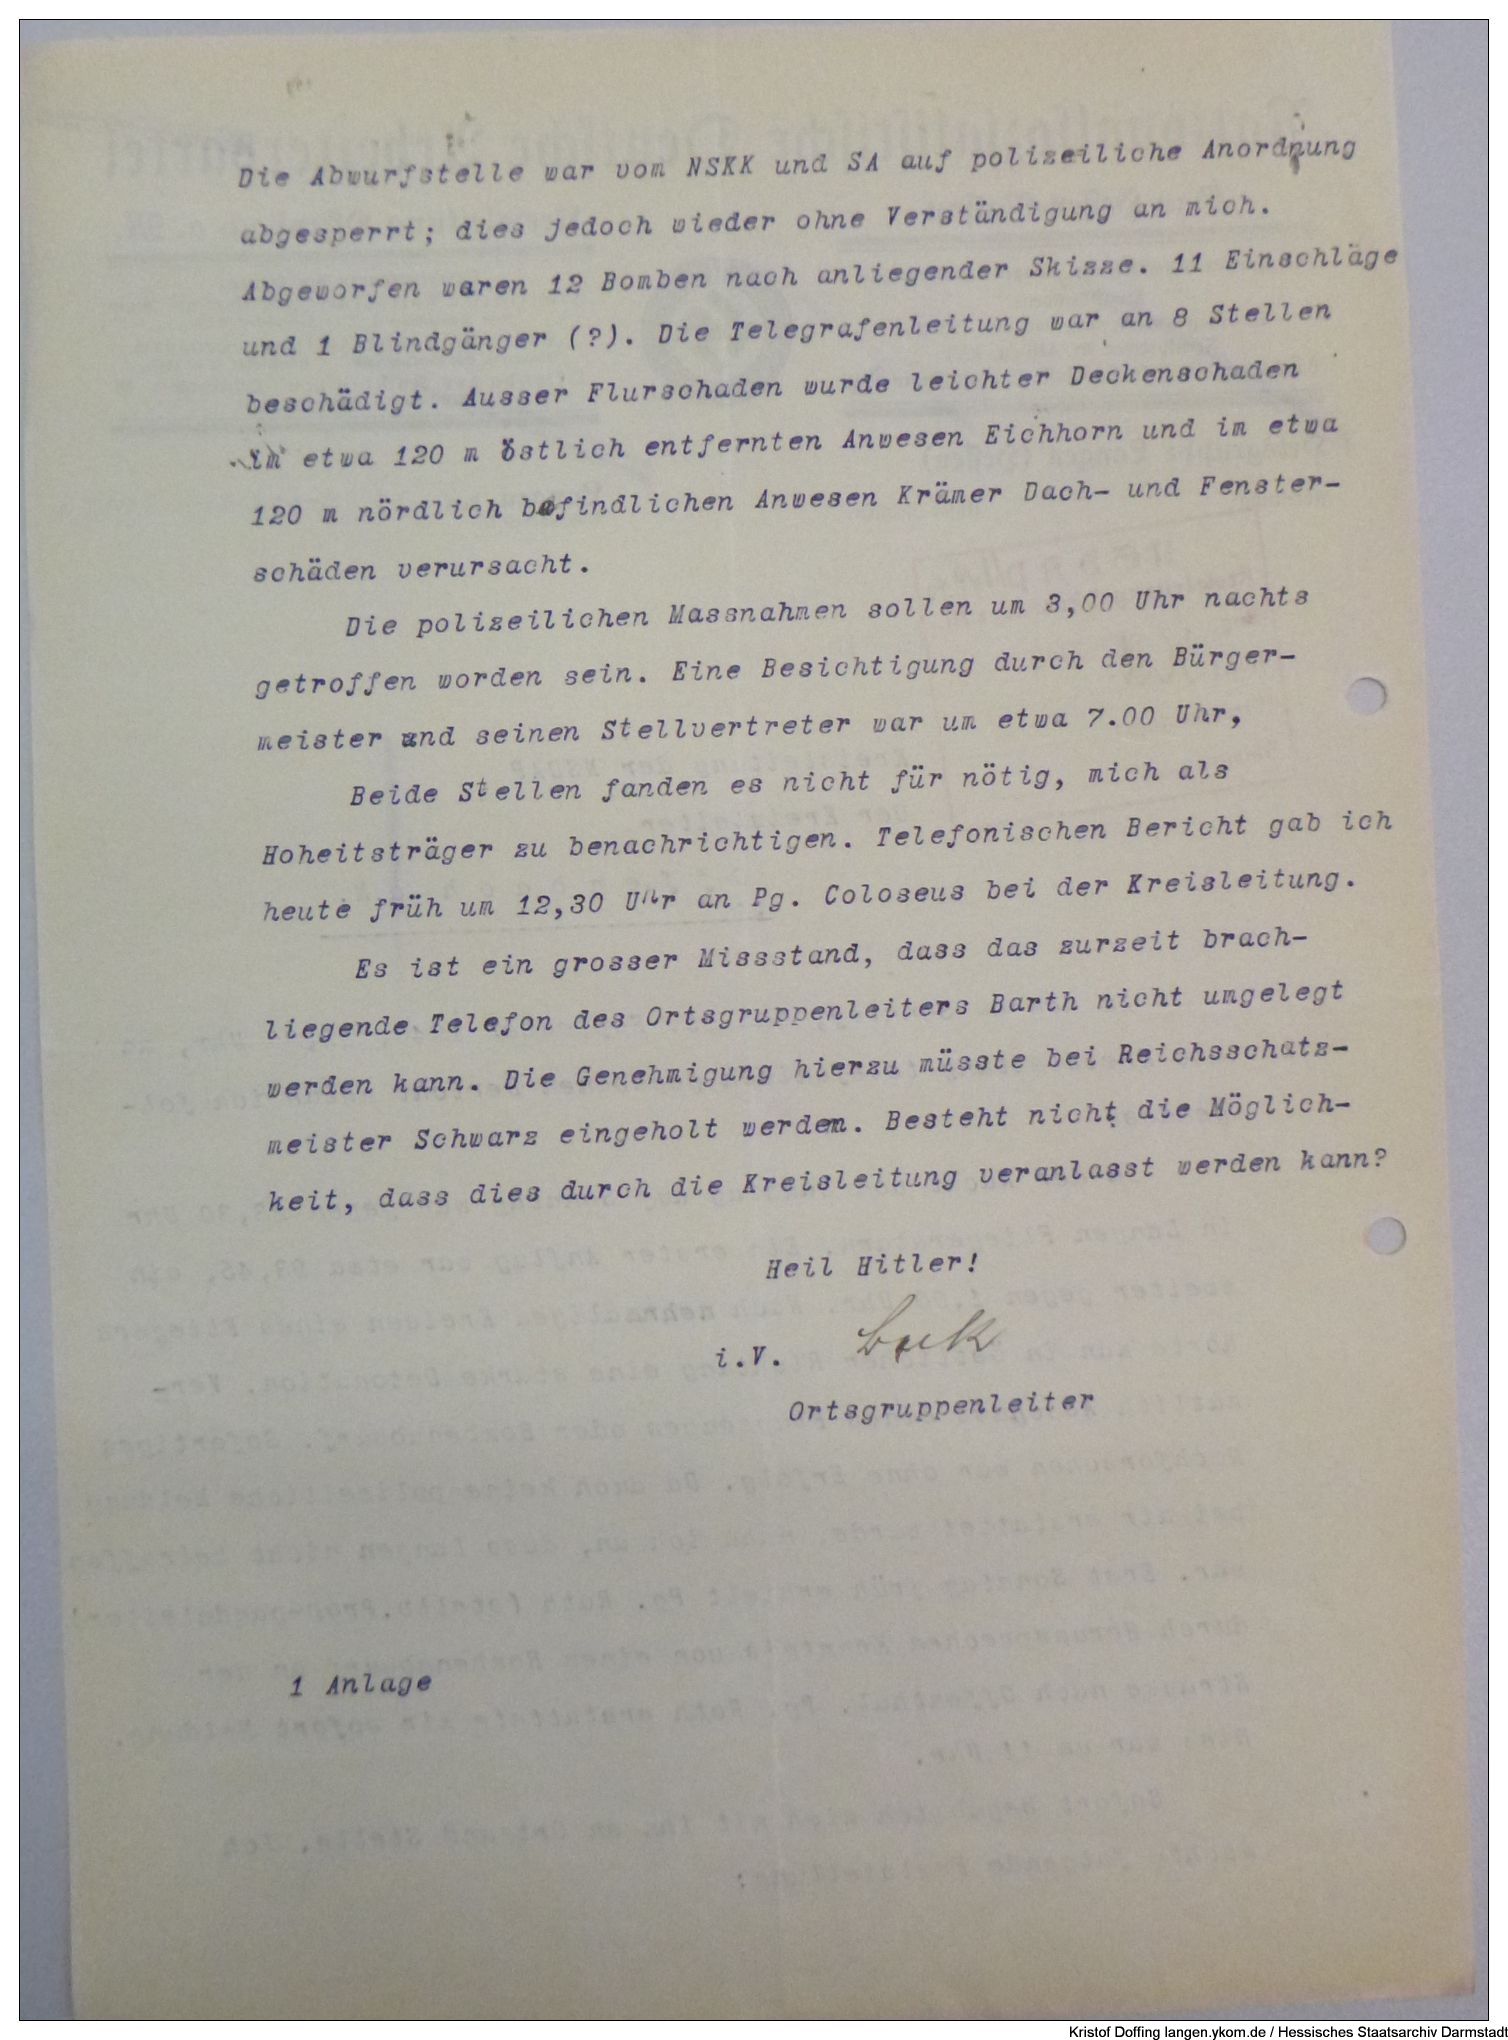 Die Abwurfstelle war vom NSKK und SA auf polizeiliche Anordnung
abgesperrt; dies jedoch wieder ohne Verständigung an mich.
Abgeworfen waren 12 Bomben nach anliegender Skizze. 11 Einschläge
und 1 Blindgänger (?). Die Telegrafenleitung war an 8 Stellen
beschädigt. Ausser Flurschaden wurde leichter Deckenschaden
im etwa 120 m östlich entfernten Anwesen Eichhorn und im etwa
120 m nördlich befindlichen Anwesen Krämer Dach- und Fenster-
schäden verursacht.
Die polizeilichen Massnahmen sollen um 3,00 Uhr nachts
getroffen worden sein. Eine Besichtigung durch den Bürger-
meister und seinen Stellvertreter war um etwa 7.00 Uhr,
Beide Stellen fanden es nicht für nötig, mich als
Hoheitsträger zu benachrichtigen. Telefonischen Bericht gab ich
heute früh um 12,30 Uhr an Pg. Coloseus bei der Kreisleitung.
Es ist ein grosser Missstand, dass das zurzeit brach-
liegende Telefon des Ortsgruppenleiters Barth nicht umgelegt
werden kann. Die Genehmigung hierzu müsste bei Reichsschatz-
meister Schwarz eingeholt werden. Besteht nicht die Möglich-
keit, dass dies durch die Kreisleitung veranlasst werden kann?
Heil Hitler!
i.V.
Ortsgruppenleiter
1 Anlage
Kristof Doffing langen.ykom.de / Hessisches Staatsarchiv Darmstadt